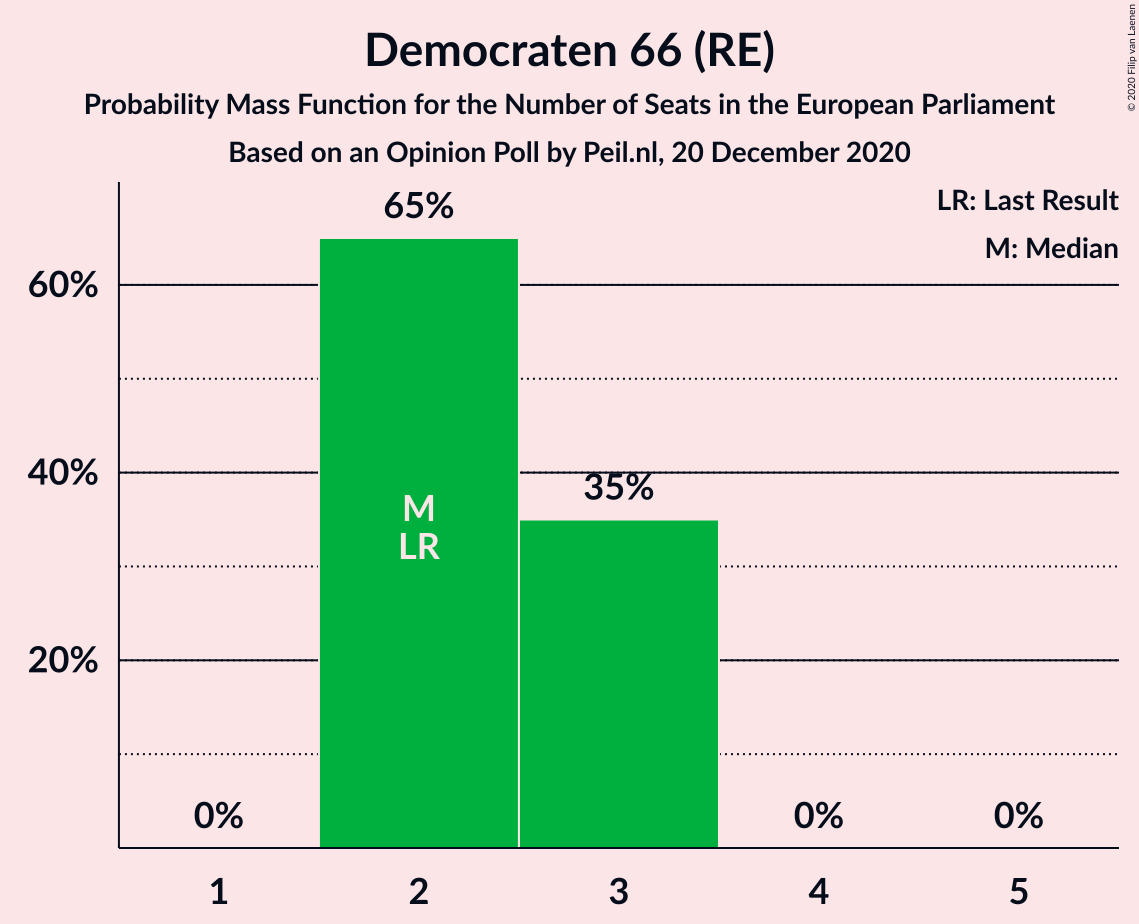 Democraten 66 (RE)
Probability Mass Function for the Number of Seats in the European Parliament
Based on an Opinion Poll by Peil.nl, 20 December 2020
© 2020 Filip van Laenen
LR: Last Result
M: Median
65%
60%
40%
35%
M
LR
20%
0%
0%
0%
1
2
3
4
5